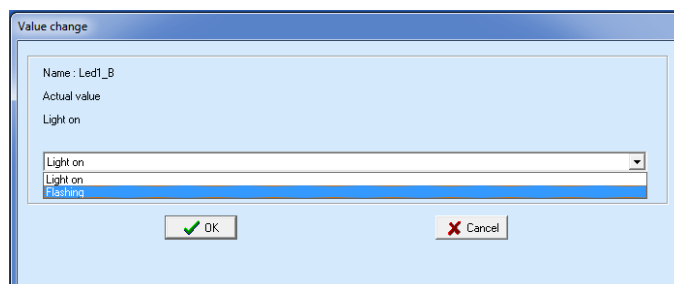 Value change
Name : Led1_B
Actual value
Light on
Light on
Light on
Flashing
OK
Cancel